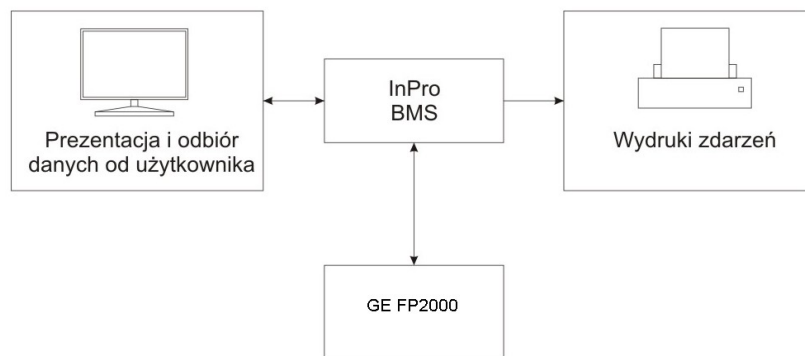 Prezentacja i odbiór
danych od użytkownika
InPro
BMS
Wydruki zdarzeń
GE FP2000